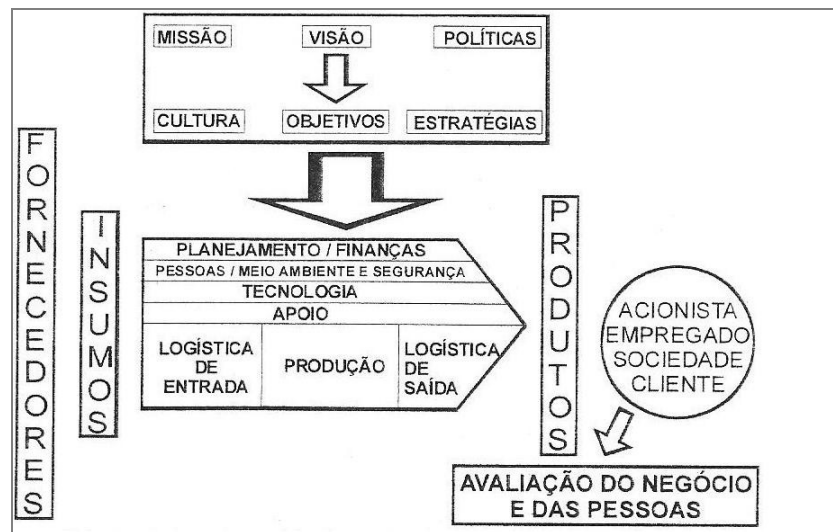 MISSÃO
VISÃO
POLÍTICAS
CULTURA
OBJETIVOS
ESTRATÉGIAS
FORNECEDORES
INSUMOS
PLANEJAMENTO / FINANÇAS
PESSOAS / MEIO AMBIENTE E SEGURANÇA
TECNOLOGIA
APOIO
LOGÍSTICA
DE
ENTRADA
PRODUÇÃO
LOGÍSTICA
DE
SAÍDA
PRODUTOS
ACIONISTA
EMPREGADO
SOCIEDADE
CLIENTE
AVALIAÇÃO DO NEGÓCIO
E DAS PESSOAS